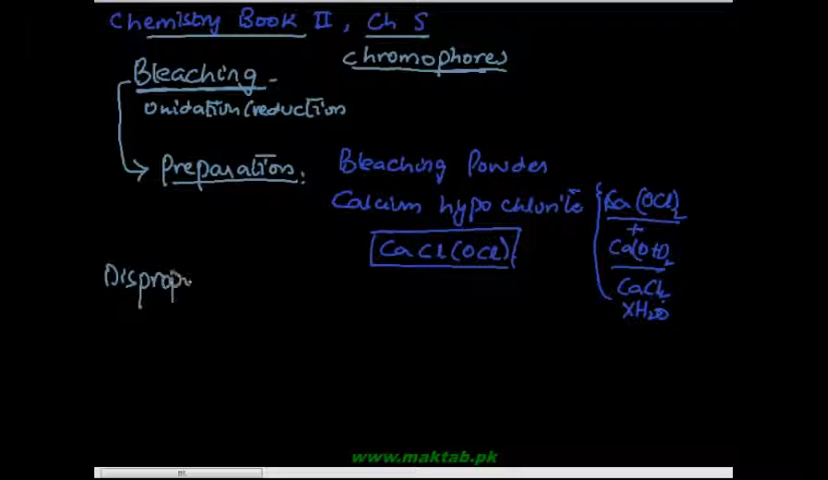 Chemistry Book II, Ch 5
chromophores
Bleaching
Oxidation/reduction
Preparation: Bleaching Powder
Calcium hypochlorite
Ca(OCl)2
+
Ca(OH)2
CaCl2
XH2O
CaCl(OCl)
Disprop
www.maktab.pk